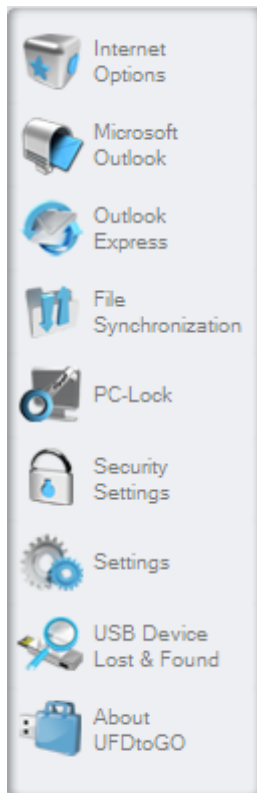 Internet
Options
Microsoft
Outlook
Outlook
Express
File
Synchronization
PC-Lock
Security
Settings
Settings
USB Device
Lost & Found
About
UFDtoGO